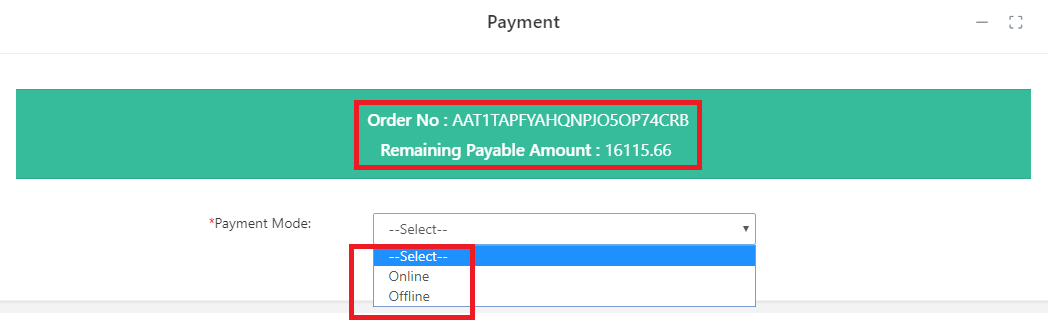 Payment
Order No : AAT1TAPFYAHQNPJO5OP74CRB
Remaining Payable Amount : 16115.66
*Payment Mode:
--Select--
--Select--
Online
Offline